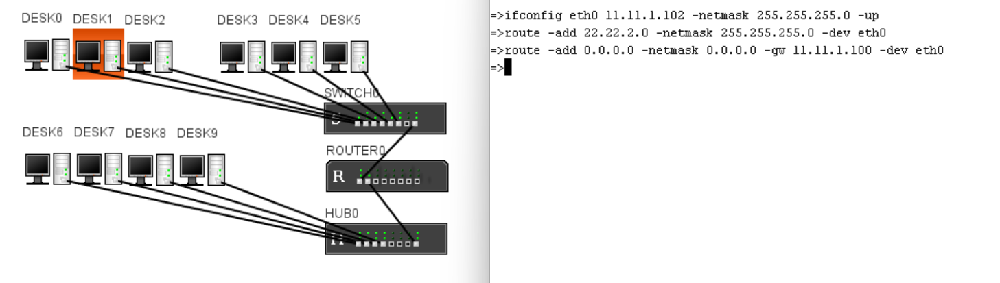 DESK0 DESK1 DESK2 DESK3 DESK4 DESK5
SWITCH0
S
DESK6 DESK7 DESK8 DESK9
ROUTER0
R
HUB0
H
=>ifconfig eth0 11.11.1.102 -netmask 255.255.255.0 -up
=>route -add 22.22.2.0 -netmask 255.255.255.0 -dev eth0
=>route -add 0.0.0.0 -netmask 0.0.0.0 -gw 11.11.1.100 -dev eth0
=>